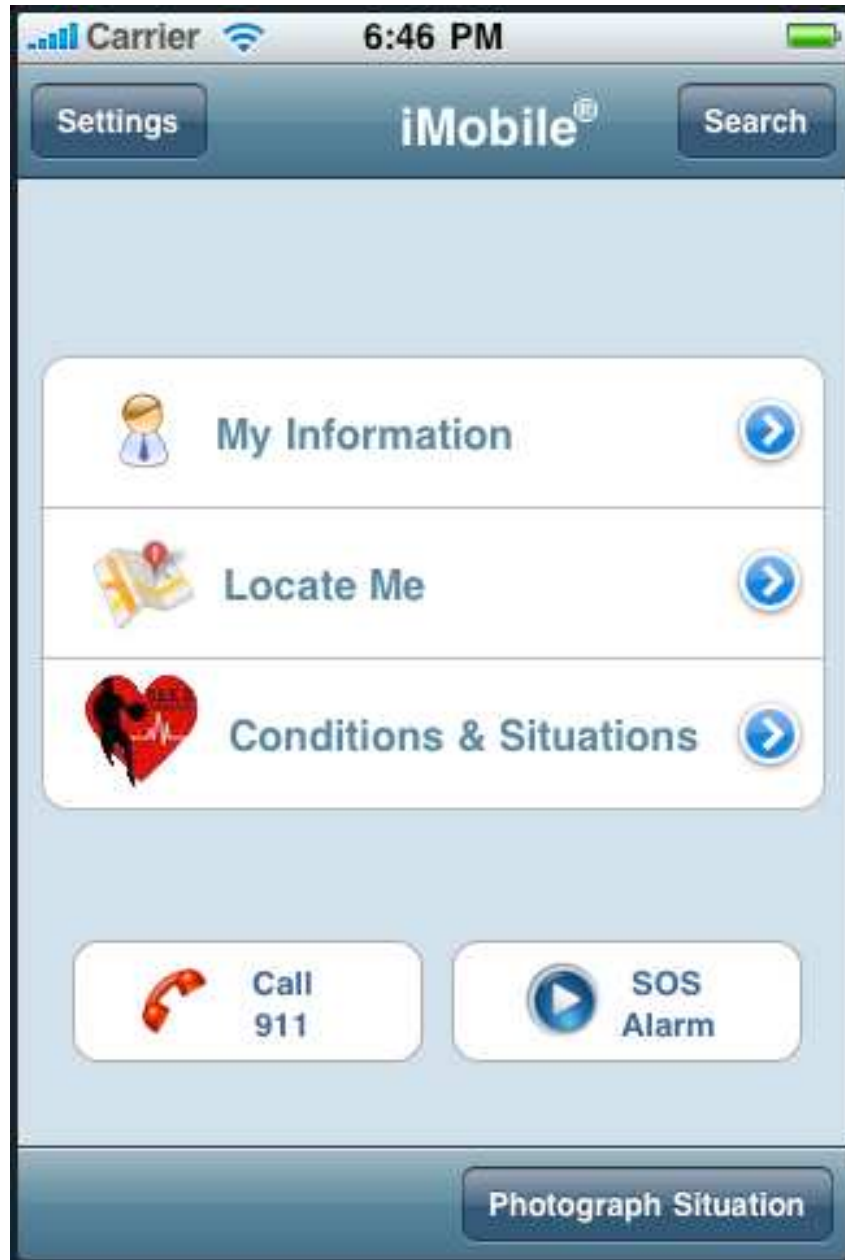 Carrier 6:46 PM
Settings iMobile® Search
My Information
Locate Me
Conditions & Situations
Call
911
SOS
Alarm
Photograph Situation